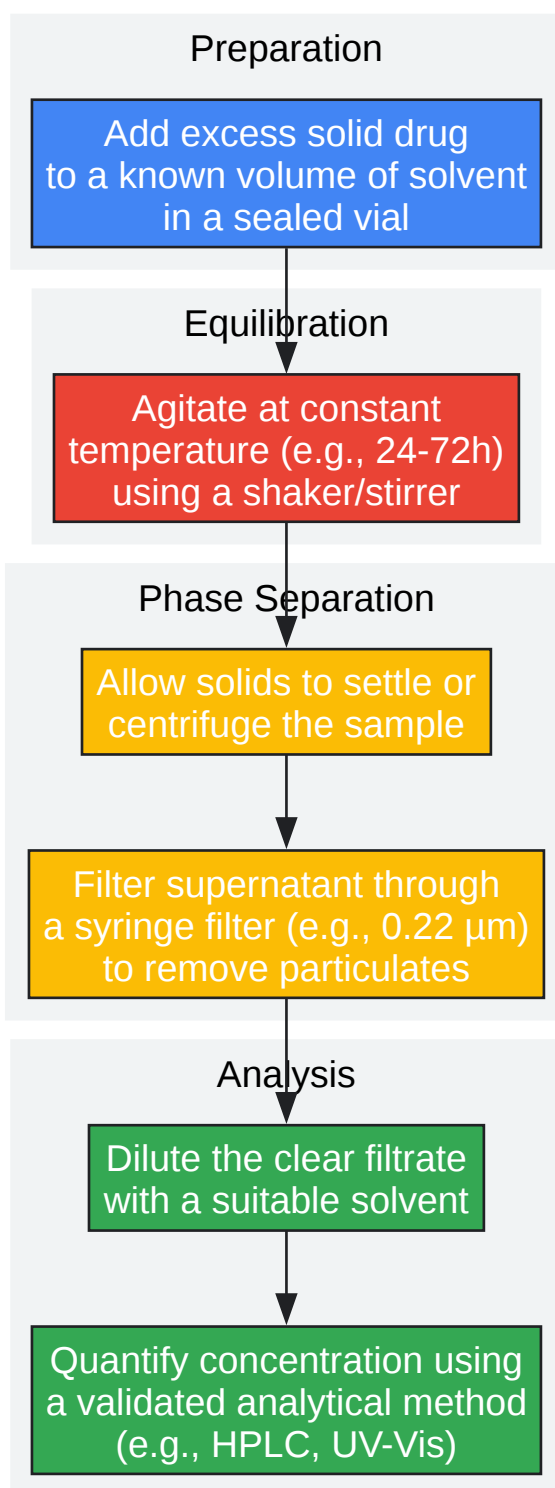 Preparation
Add excess solid drug
to a known volume of solvent
in a sealed vial
Equilibration
Agitate at constant
temperature (e.g., 24-72h)
using a shaker/stirrer
Phase Separation
Allow solids to settle or
centrifuge the sample
Filter supernatant through
a syringe filter (e.g., 0.22 µm)
to remove particulates
Analysis
Dilute the clear filtrate
with a suitable solvent
Quantify concentration using
a validated analytical method
(e.g., HPLC, UV-Vis)